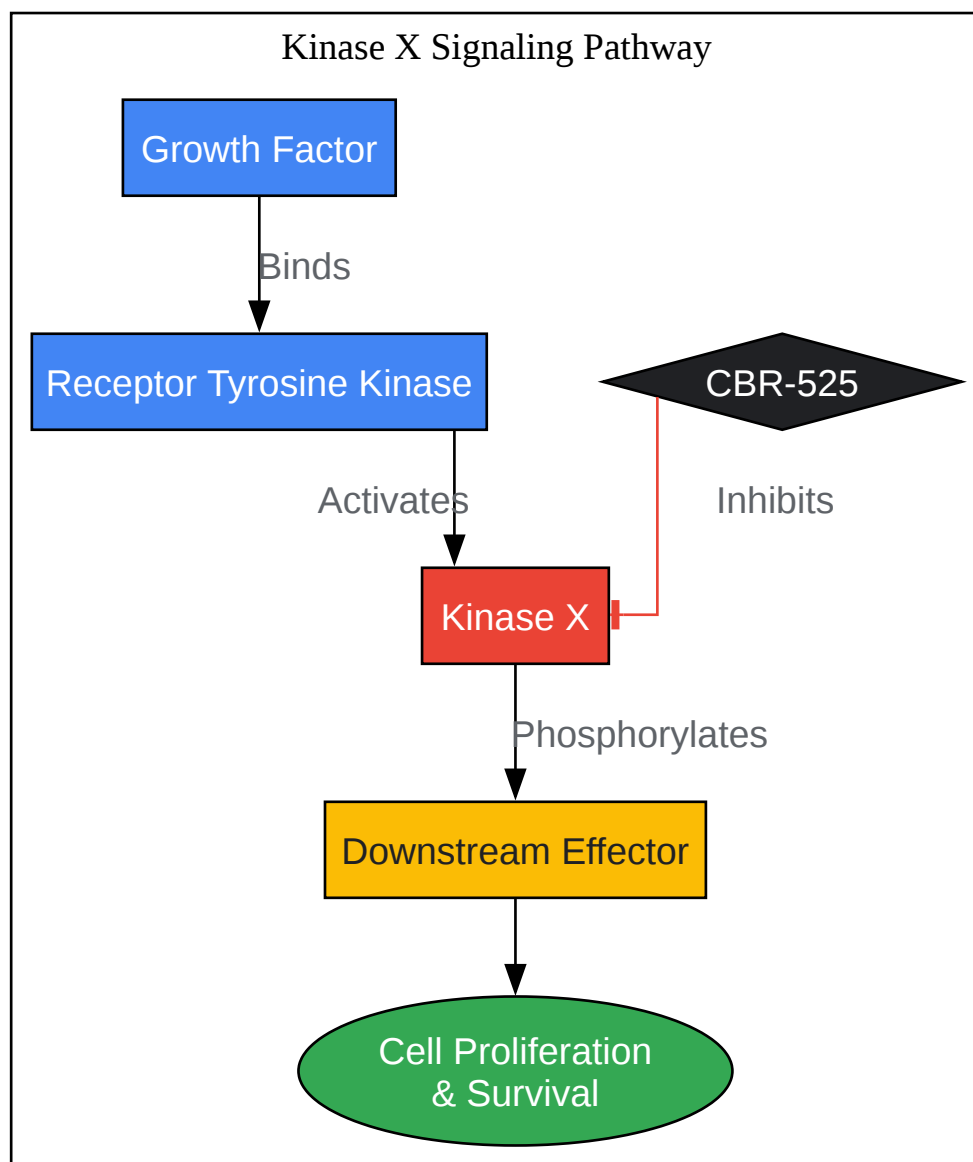 Kinase X Signaling Pathway
Growth Factor
Binds
Receptor Tyrosine Kinase
CBR-525
Activates
Inhibits
Kinase X
Phosphorylates
Downstream Effector
Cell Proliferation
& Survival